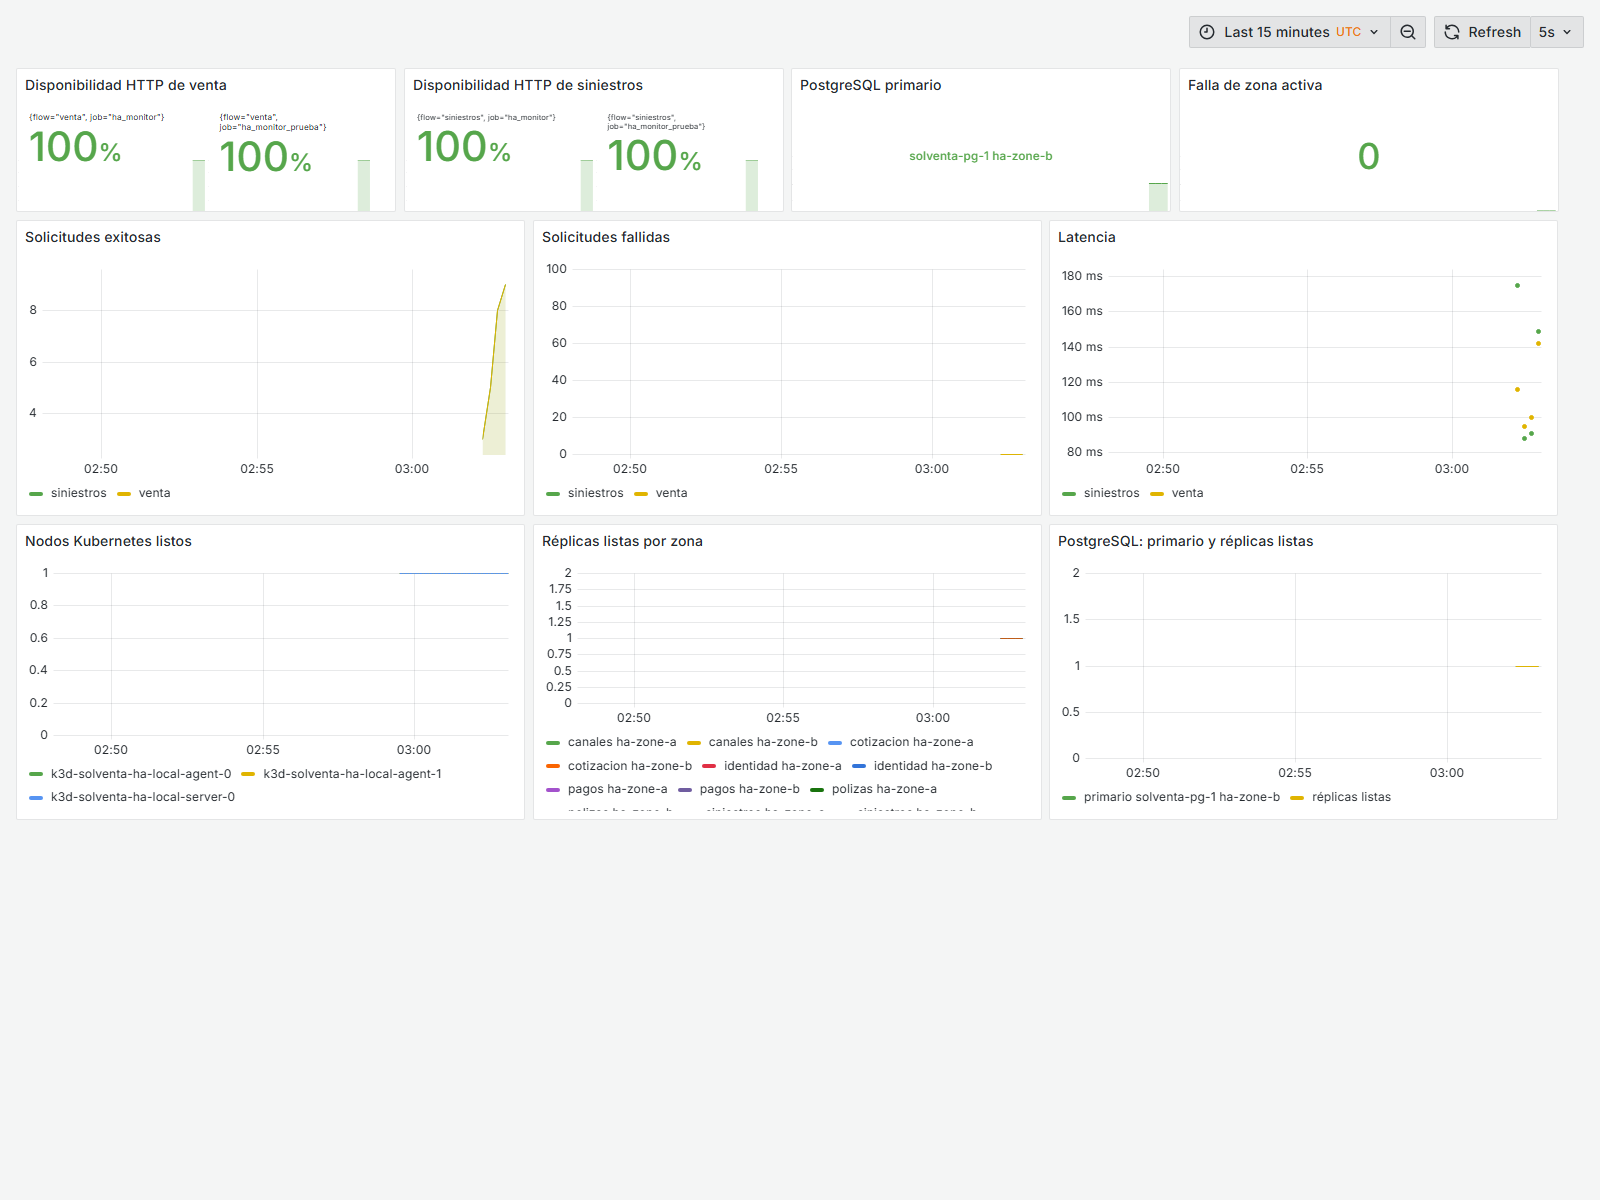 Last 15 minutes UTC
Refresh
5s
Disponibilidad HTTP de venta
{flow="venta", job="ha_monitor"}
100%
{flow="venta",
job="ha_monitor_prueba"}
100%
Disponibilidad HTTP de siniestros
{flow="siniestros", job="ha_monitor"}
100%
{flow="siniestros",
job="ha_monitor_prueba"}
100%
PostgreSQL primario
solventa-pg-1 ha-zone-b
Falla de zona activa
0
Solicitudes exitosas
8
6
4
02:50 02:55 03:00
siniestros venta
Solicitudes fallidas
100
80
60
40
20
0
02:50 02:55 03:00
siniestros venta
Latencia
180 ms
160 ms
140 ms
120 ms
100 ms
80 ms
02:50 02:55 03:00
siniestros venta
Nodos Kubernetes listos
1
0.8
0.6
0.4
0.2
0
02:50 02:55 03:00
k3d-solventa-ha-local-agent-0 k3d-solventa-ha-local-agent-1
k3d-solventa-ha-local-server-0
Réplicas listas por zona
2
1.75
1.5
1.25
1
0.75
0.5
0.25
0
02:50 02:55 03:00
canales ha-zone-a canales ha-zone-b cotizacion ha-zone-a
cotizacion ha-zone-b identidad ha-zone-a identidad ha-zone-b
pagos ha-zone-a pagos ha-zone-b polizas ha-zone-a
PostgreSQL: primario y réplicas listas
2
1.5
1
0.5
0
02:50 02:55 03:00
primario solventa-pg-1 ha-zone-b réplicas listas